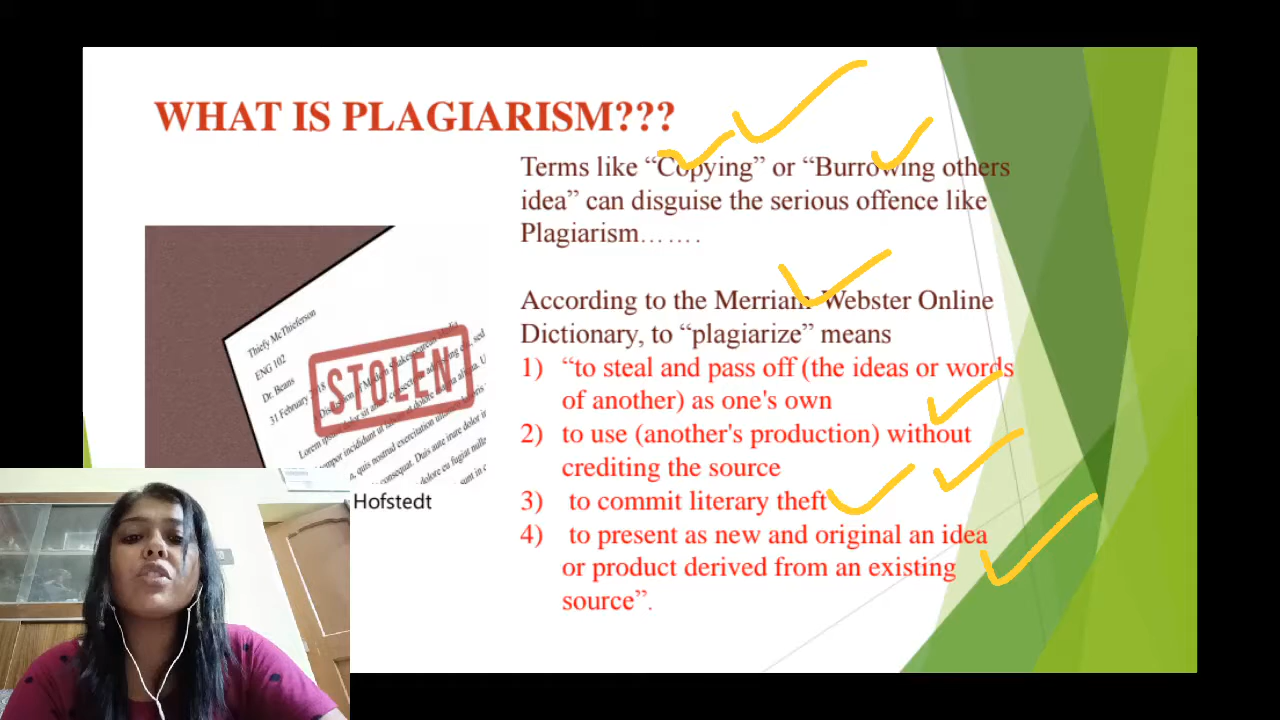 WHAT IS PLAGIARISM???
Terms like “Copying” or “Burrowing others
idea” can disguise the serious offence like
Plagiarism…….
According to the Merriam-Webster Online
Dictionary, to “plagiarize” means
1) “to steal and pass off (the ideas or words
of another) as one's own
2) to use (another's production) without
crediting the source
3) to commit literary theft
4) to present as new and original an idea
or product derived from an existing
source”.
Thiefy McThieferson
ENG 102
Dr. Beans
31 February
STOLEN
Hofstedt